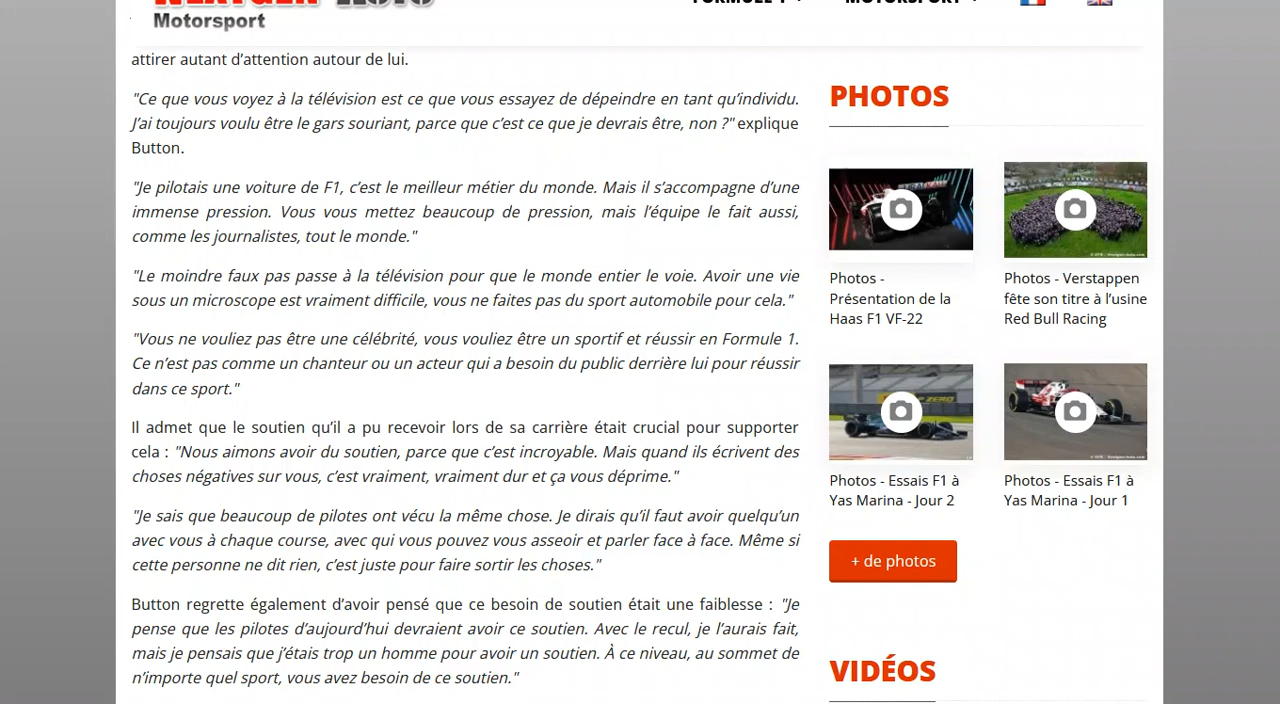 Motorsport
attirer autant d’attention autour de lui.
"Ce que vous voyez à la télévision est ce que vous essayez de dépeindre en tant qu’individu.
J’ai toujours voulu être le gars souriant, parce que c’est ce que je devrais être, non ?" explique
Button.
"Je pilotais une voiture de F1, c’est le meilleur métier du monde. Mais il s’accompagne d’une
immense pression. Vous vous mettez beaucoup de pression, mais l’équipe le fait aussi,
comme les journalistes, tout le monde."
"Le moindre faux pas passe à la télévision pour que le monde entier le voie. Avoir une vie
sous un microscope est vraiment difficile, vous ne faites pas du sport automobile pour cela."
"Vous ne vouliez pas être une célébrité, vous vouliez être un sportif et réussir en Formule 1.
Ce n’est pas comme un chanteur ou un acteur qui a besoin du public derrière lui pour réussir
dans ce sport."
Il admet que le soutien qu’il a pu recevoir lors de sa carrière était crucial pour supporter
cela : "Nous aimons avoir du soutien, parce que c’est incroyable. Mais quand ils écrivent des
choses négatives sur vous, c’est vraiment, vraiment dur et ça vous déprime."
"Je sais que beaucoup de pilotes ont vécu la même chose. Je dirais qu’il faut avoir quelqu’un
avec vous à chaque course, avec qui vous pouvez vous asseoir et parler face à face. Même si
cette personne ne dit rien, c’est juste pour faire sortir les choses."
Button regrette également d’avoir pensé que ce besoin de soutien était une faiblesse : "Je
pense que les pilotes d’aujourd’hui devraient avoir ce soutien. Avec le recul, je l’aurais fait,
mais je pensais que j’étais trop un homme pour avoir un soutien. À ce niveau, au sommet de
n’importe quel sport, vous avez besoin de ce soutien."
PHOTOS
Photos -
Présentation de la
Haas F1 VF-22
Photos - Verstappen
fête son titre à l’usine
Red Bull Racing
Photos - Essais F1 à
Yas Marina - Jour 2
Photos - Essais F1 à
Yas Marina - Jour 1
+ de photos
VIDÉOS